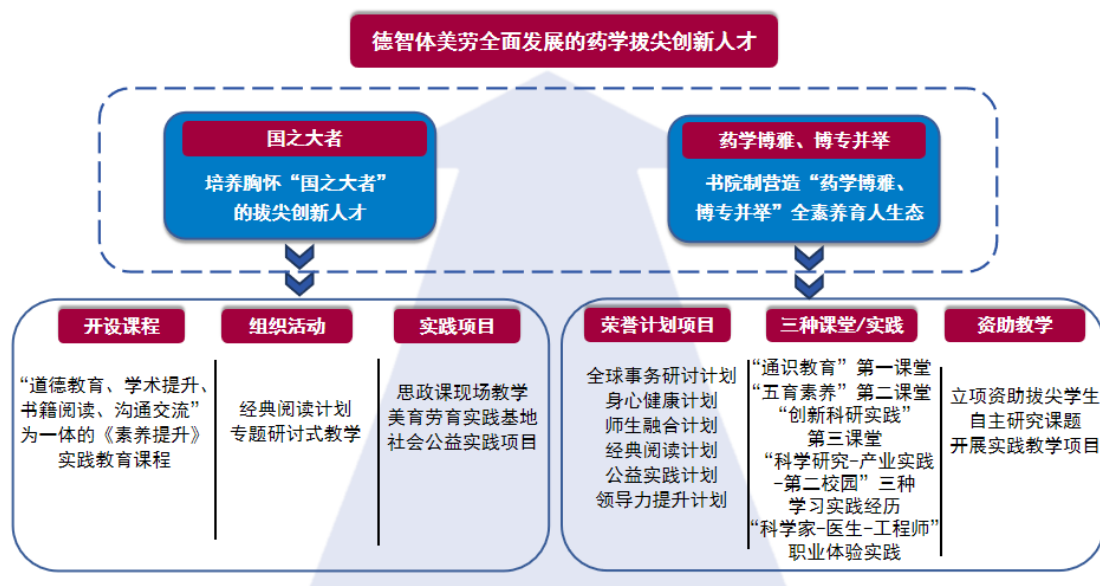 德智体美劳全面发展的药学拔尖创新人才
国之大者
培养胸怀“国之大者”
的拔尖创新人才
药学博雅、博专并举
书院制营造“药学博雅、
博专并举”全素养育人生态
开设课程
“道德教育、学术提升、
书籍阅读、沟通交流”
为一体的《素养提升》
实践教育课程
组织活动
经典阅读计划
专题研讨式教学
实践项目
思政课现场教学
美育劳育实践基地
社会公益实践项目
荣誉计划项目
全球事务研讨计划
身心健康计划
师生融合计划
经典阅读计划
公益实践计划
领导力提升计划
三种课堂/实践
“通识教育”第一课堂
“五育素养”第二课堂
“创新科研实践”
第三课堂
“科学研究-产业实践
-第二校园”三种
学习实践经历
“科学家-医生-工程师”
职业体验实践
资助教学
立项资助拔尖学生
自主研究课题
开展实践教学项目